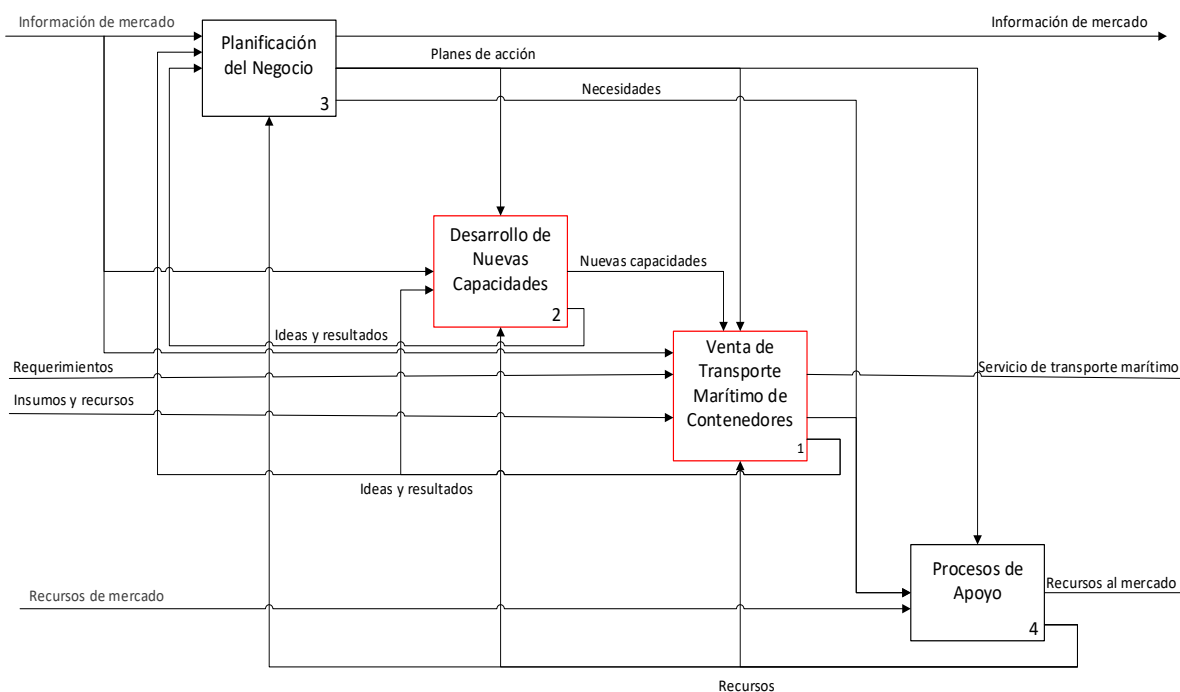 Información de mercado
Información de mercado
Planificación
del Negocio
3
Planes de acción
Necesidades
Desarrollo de
Nuevas
Capacidades
2
Nuevas capacidades
Ideas y resultados
Venta de
Transporte
Marítimo de
Contenedores
1
Requerimientos
Servicio de transporte marítimo
Insumos y recursos
Ideas y resultados
Procesos de
Apoyo
4
Recursos de mercado
Recursos al mercado
Recursos